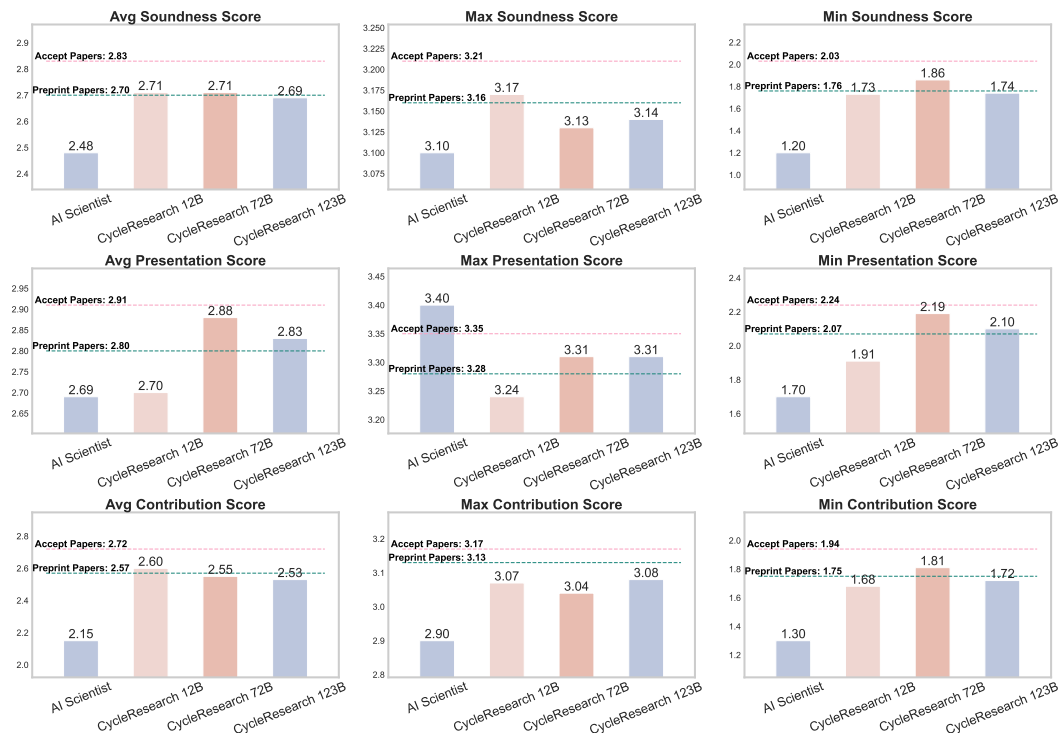 Avg Soundness Score
2.9
2.8
2.7
2.6
2.5
2.4
Accept Papers: 2.83
Preprint Papers: 2.70
2.48
2.71
2.71
2.69
AI Scientist
CycleResearch 12B
CycleResearch 72B
CycleResearch 123B
Max Soundness Score
3.250
3.225
3.200
3.175
3.150
3.125
3.100
3.075
Accept Papers: 3.21
Preprint Papers: 3.16
3.10
3.17
3.13
3.14
AI Scientist
CycleResearch 12B
CycleResearch 72B
CycleResearch 123B
Min Soundness Score
2.2
2.0
1.8
1.6
1.4
1.2
1.0
Accept Papers: 2.03
Preprint Papers: 1.76
1.20
1.73
1.86
1.74
AI Scientist
CycleResearch 12B
CycleResearch 72B
CycleResearch 123B
Avg Presentation Score
2.95
2.90
2.85
2.80
2.75
2.70
2.65
Accept Papers: 2.91
Preprint Papers: 2.80
2.69
2.70
2.88
2.83
AI Scientist
CycleResearch 12B
CycleResearch 72B
CycleResearch 123B
Max Presentation Score
3.45
3.40
3.35
3.30
3.25
3.20
Accept Papers: 3.35
Preprint Papers: 3.28
3.40
3.24
3.31
3.31
AI Scientist
CycleResearch 12B
CycleResearch 72B
CycleResearch 123B
Min Presentation Score
2.4
2.2
2.0
1.8
1.6
Accept Papers: 2.24
Preprint Papers: 2.07
1.70
1.91
2.19
2.10
AI Scientist
CycleResearch 12B
CycleResearch 72B
CycleResearch 123B
Avg Contribution Score
2.8
2.6
2.4
2.2
2.0
Accept Papers: 2.72
Preprint Papers: 2.57
2.15
2.60
2.55
2.53
AI Scientist
CycleResearch 12B
CycleResearch 72B
CycleResearch 123B
Max Contribution Score
3.2
3.1
3.0
2.9
2.8
Accept Papers: 3.17
Preprint Papers: 3.13
2.90
3.07
3.04
3.08
AI Scientist
CycleResearch 12B
CycleResearch 72B
CycleResearch 123B
Min Contribution Score
2.0
1.8
1.6
1.4
1.2
Accept Papers: 1.94
Preprint Papers: 1.75
1.30
1.68
1.81
1.72
AI Scientist
CycleResearch 12B
CycleResearch 72B
CycleResearch 123B